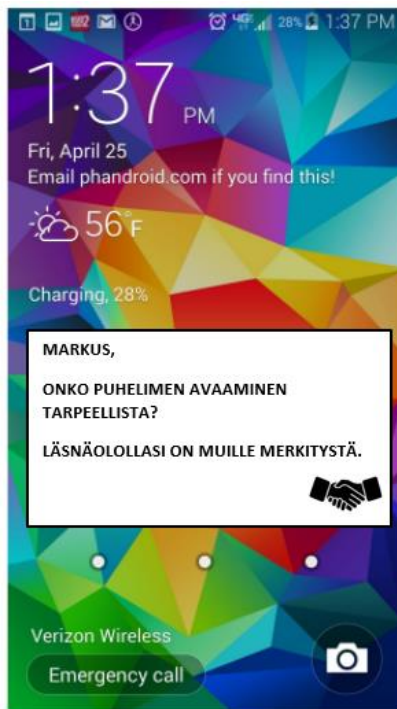 4G 28% 1:37 PM
1:37 PM
Fri, April 25
Email phandroid.com if you find this!
56°F
Charging, 28%
MARKUS,
ONKO PUHELIMEN AVAAMINEN
TARPEELLISTA?
LÄSNÄOLOLLASI ON MUILLE MERKITYSTÄ.
Verizon Wireless
Emergency call